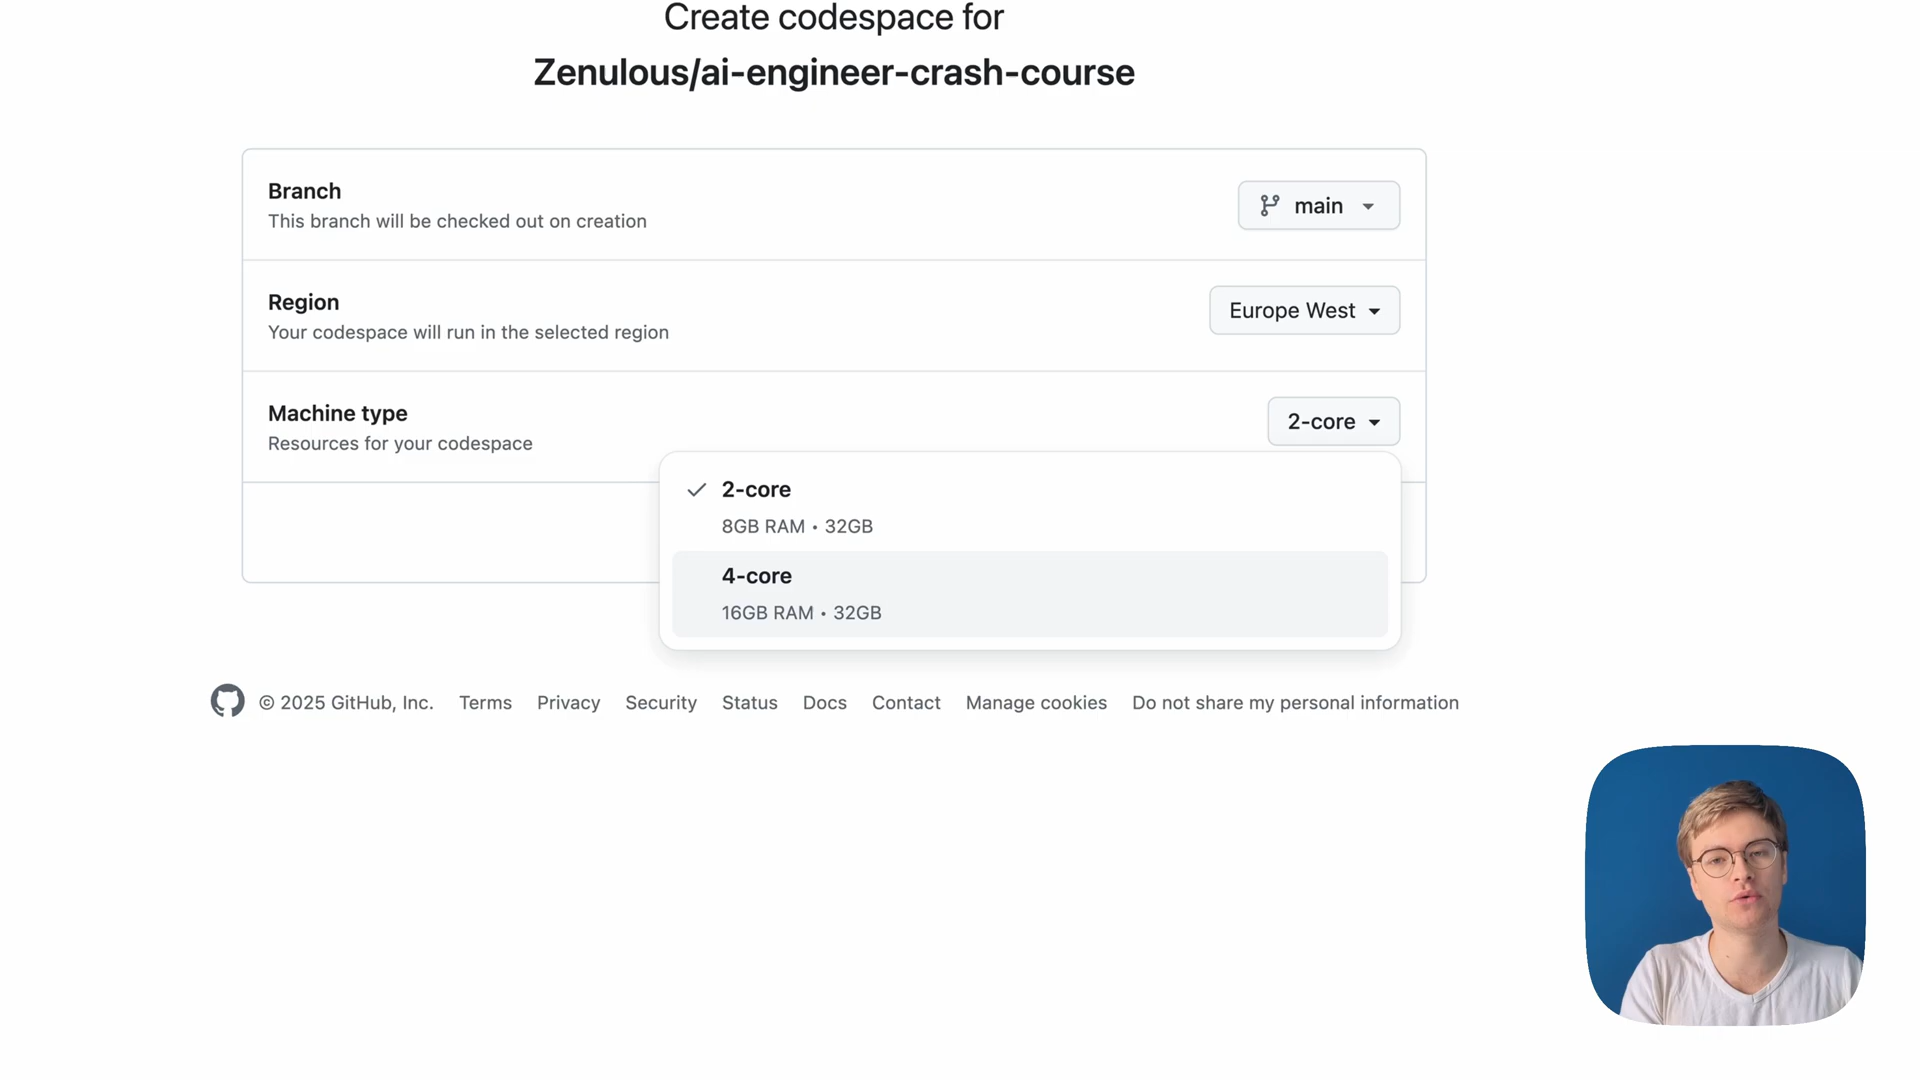 Create codespace for
Zenulous/ai-engineer-crash-course
Branch
This branch will be checked out on creation
main
Region
Your codespace will run in the selected region
Europe West
Machine type
Resources for your codespace
2-core
2-core
8GB RAM • 32GB
4-core
16GB RAM • 32GB
© 2025 GitHub, Inc. Terms Privacy Security Status Docs Contact Manage cookies Do not share my personal information